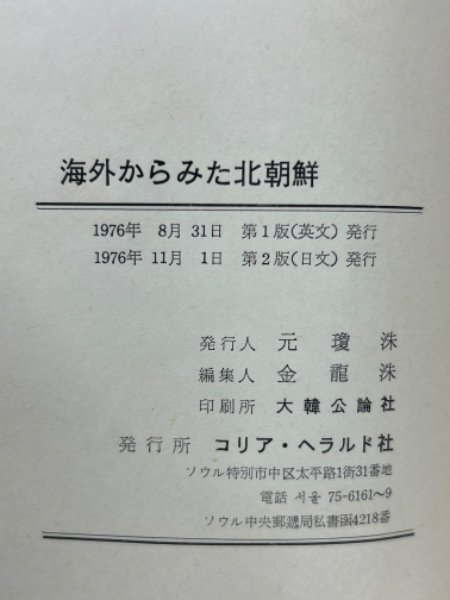 海外からみた北朝鮮
1976年 8月 31日 第1版(英文) 発行
1976年 11月 1日 第2版(日文) 発行
発行人 元瓊洙
編集人 金龍洙
印刷所 大韓公論社
発行所 コリア・ヘラルド社
ソウル特別市中区太平路1街31番地
電話 서울 75-6161〜9
ソウル中央郵逓局私書函4218番